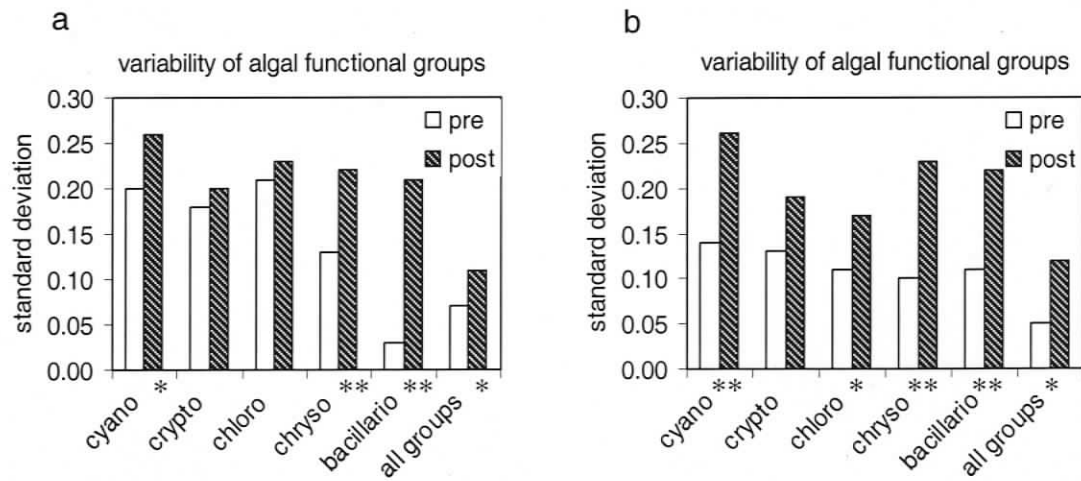 a
variability of algal functional groups
standard deviation
0.30
0.25
0.20
0.15
0.10
0.05
0.00
pre
post
cyano *
crypto
chloro
chryso **
bacillario **
all groups *
b
variability of algal functional groups
standard deviation
0.30
0.25
0.20
0.15
0.10
0.05
0.00
pre
post
cyano **
crypto
chloro *
chryso **
bacillario **
all groups *